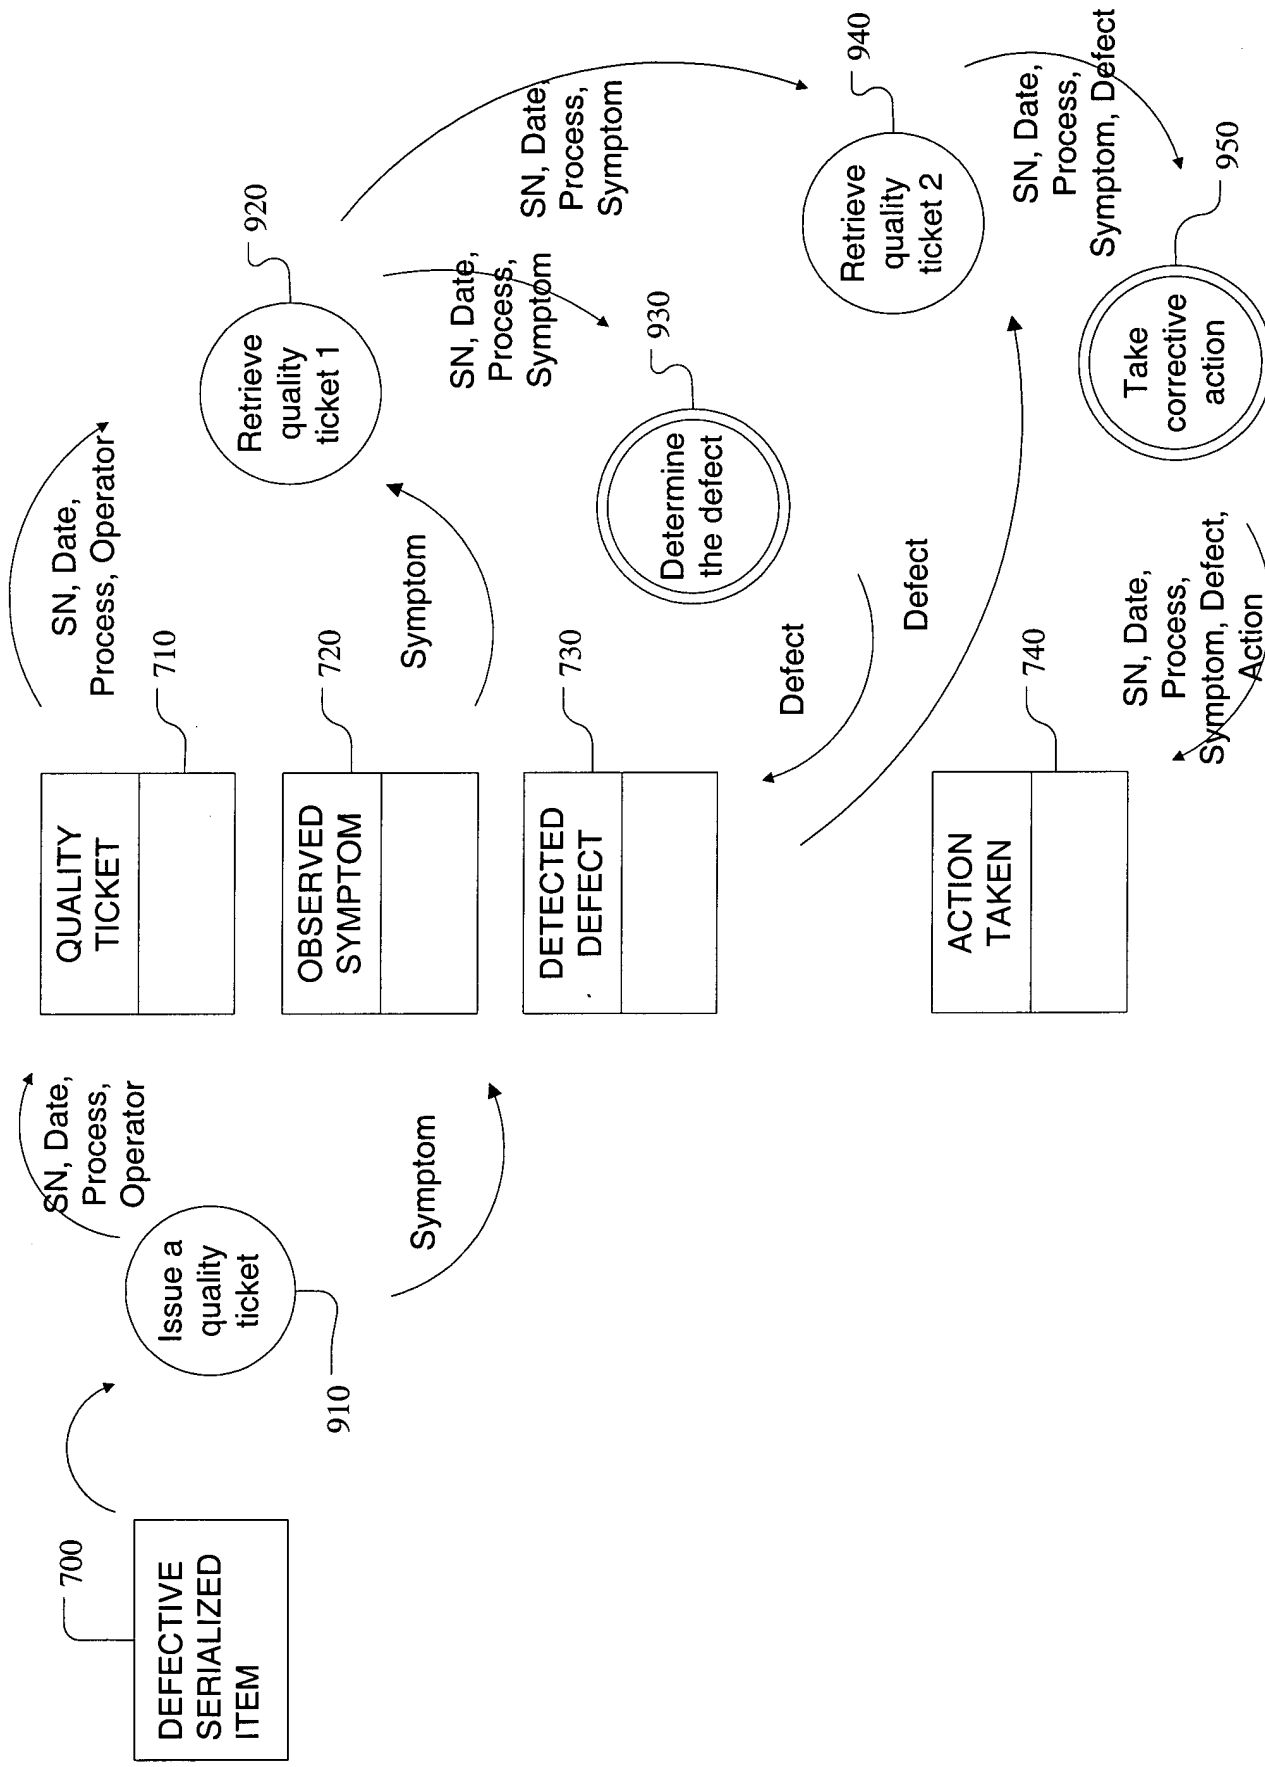 700
DEFECTIVE
SERIALIZED
ITEM
Issue a
quality
ticket
910
SN, Date,
Process,
Operator
Symptom
QUALITY
TICKET
710
OBSERVED
SYMPTOM
720
DETECTED
DEFECT
730
ACTION
TAKEN
740
SN, Date,
Process, Operator
Symptom
Retrieve
quality
ticket 1
920
SN, Date,
Process,
Symptom
SN, Date,
Process,
Symptom
Determine
the defect
930
Defect
Defect
Retrieve
quality
ticket 2
940
SN, Date,
Process,
Symptom, Defect
Take
corrective
action
950
SN, Date,
Process,
Symptom, Defect,
Action